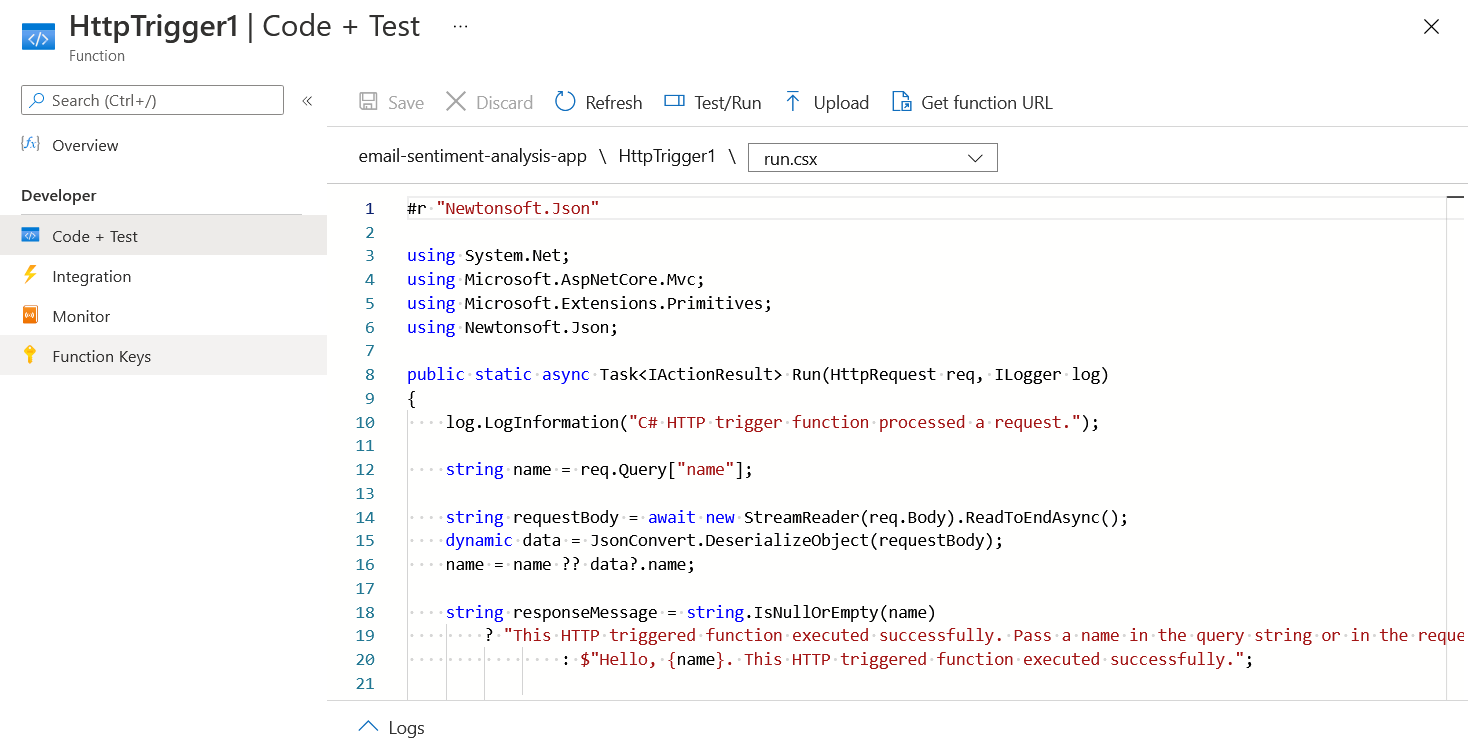 HttpTrigger1 | Code + Test ...
Function
Search (Ctrl+/)
«
Overview
Developer
Code + Test
Integration
Monitor
Function Keys
Save Discard Refresh Test/Run Upload Get function URL
email-sentiment-analysis-app \ HttpTrigger1 \ run.csx
1 #r "Newtonsoft.Json"
2
3 using System.Net;
4 using Microsoft.AspNetCore.Mvc;
5 using Microsoft.Extensions.Primitives;
6 using Newtonsoft.Json;
7
8 public static async Task<IActionResult> Run(HttpRequest req, ILogger log)
9 {
10     log.LogInformation("C# HTTP trigger function processed a request.");
11
12     string name = req.Query["name"];
13
14     string requestBody = await new StreamReader(req.Body).ReadToEndAsync();
15     dynamic data = JsonConvert.DeserializeObject(requestBody);
16     name = name ?? data?.name;
17
18     string responseMessage = string.IsNullOrEmpty(name)
19         ? "This HTTP triggered function executed successfully. Pass a name in the query string or in the reque
20                 : $"Hello, {name}. This HTTP triggered function executed successfully.";
21
Logs